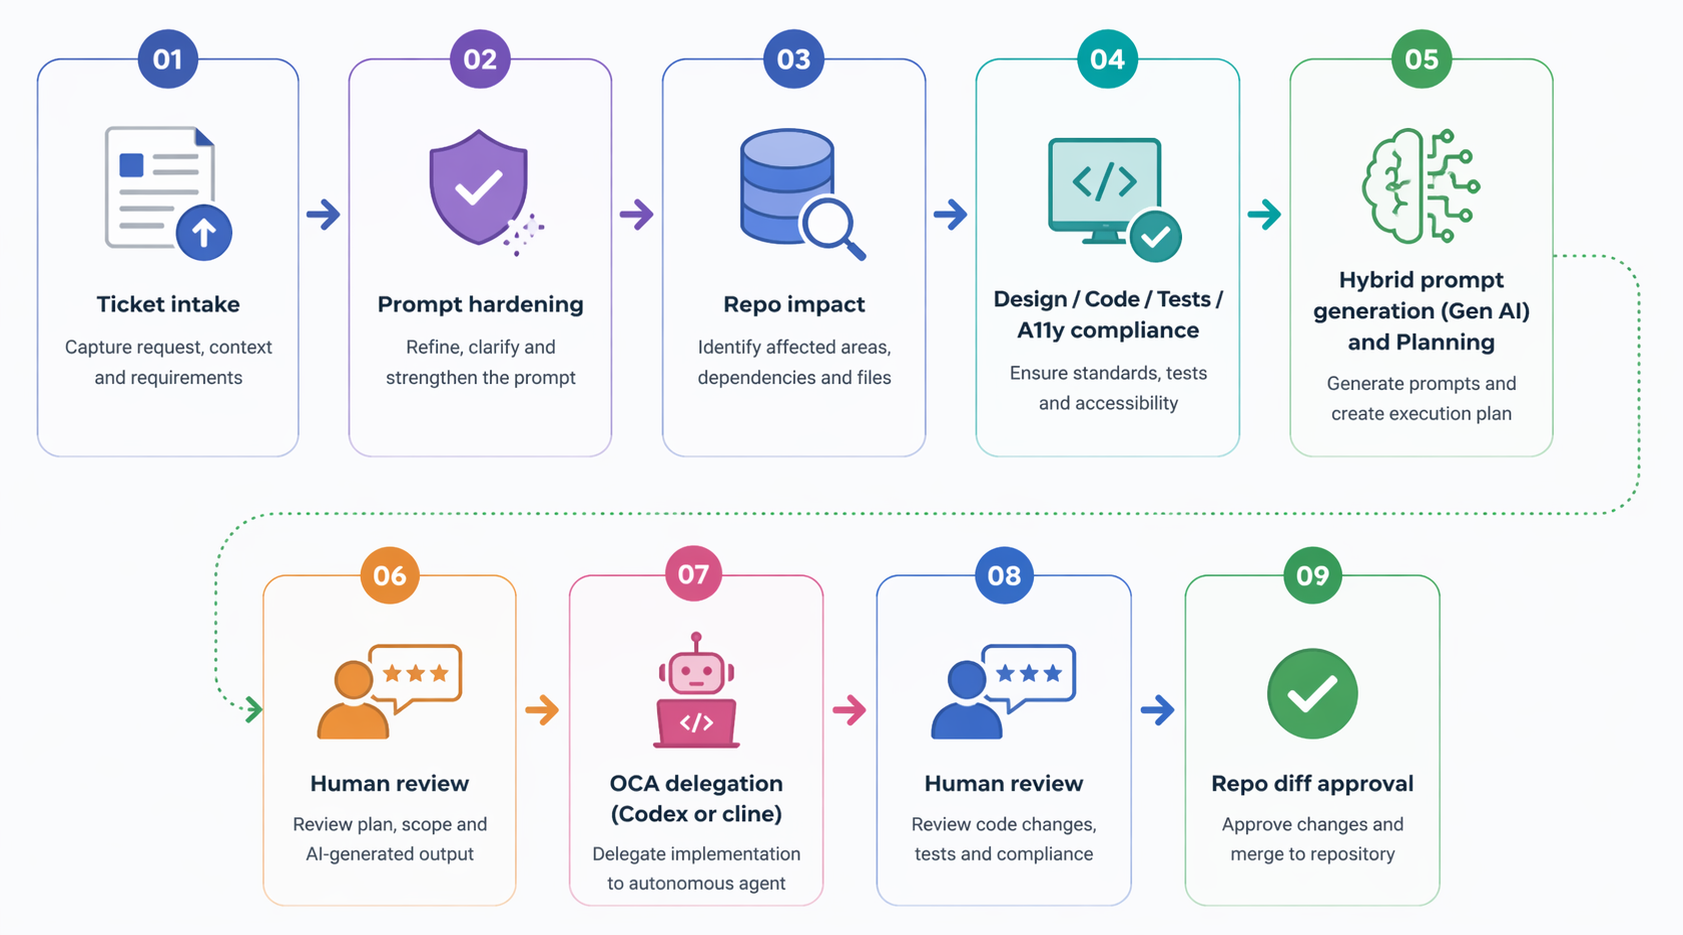 01
Ticket intake
Capture request, context
and requirements
02
Prompt hardening
Refine, clarify and
strengthen the prompt
03
Repo impact
Identify affected areas,
dependencies and files
04
</>
Design / Code / Tests /
A11y compliance
Ensure standards, tests
and accessibility
05
Hybrid prompt
generation (Gen AI)
and Planning
Generate prompts and
create execution plan
06
Human review
Review plan, scope and
AI-generated output
07
</>
OCA delegation
(Codex or cline)
Delegate implementation
to autonomous agent
08
Human review
Review code changes,
tests and compliance
09
Repo diff approval
Approve changes and
merge to repository